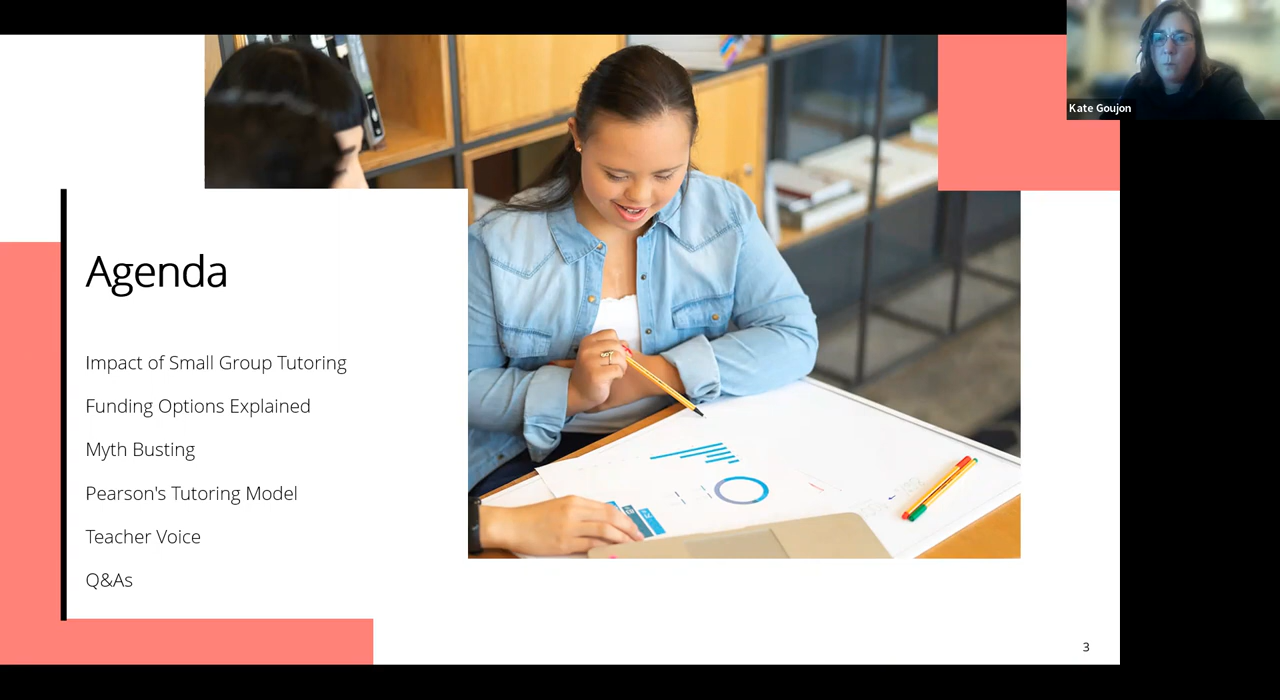 Kate Goujon
Agenda
Impact of Small Group Tutoring
Funding Options Explained
Myth Busting
Pearson's Tutoring Model
Teacher Voice
Q&As
3